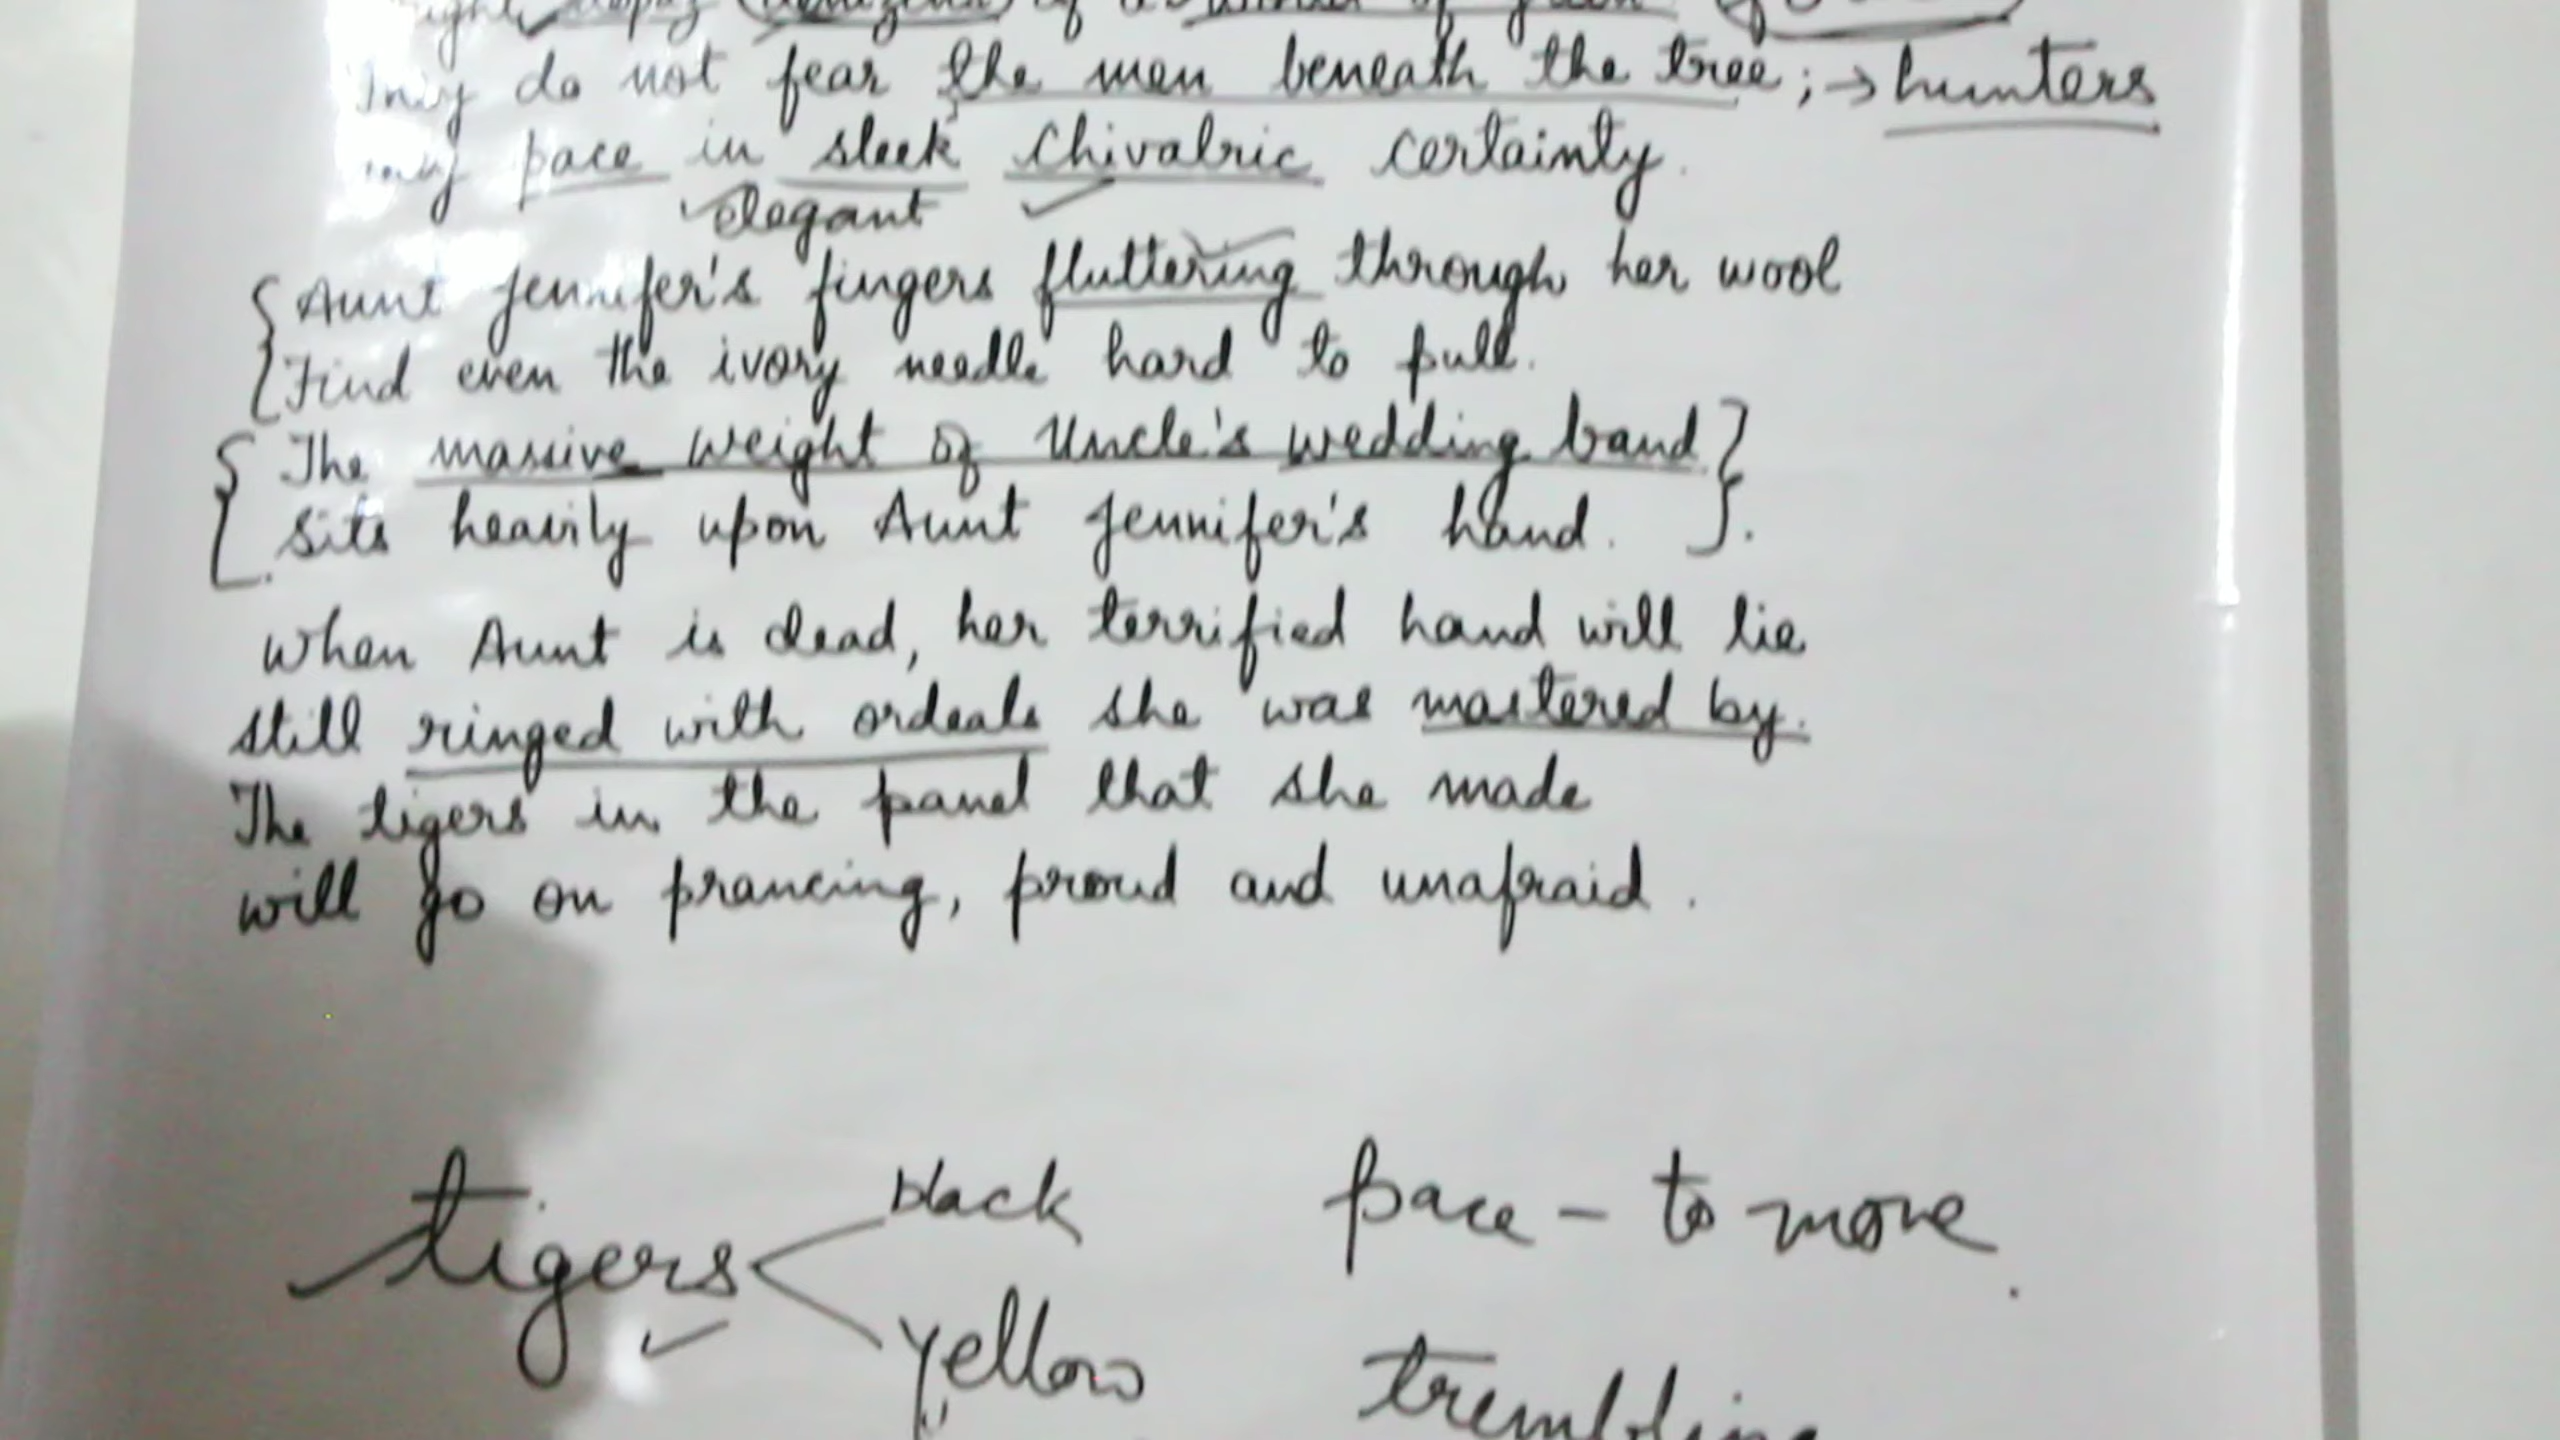 do not fear the men beneath the tree; → hunters
pace in sleek chivalric certainty.
elegant
Aunt Jennifer's fingers fluttering through her wool
Find even the ivory needle hard to pull.
The massive weight of Uncle's wedding band
Sits heavily upon Aunt Jennifer's hand.
When Aunt is dead, her terrified hand will lie
still ringed with ordeals she was mastered by.
The tigers in the panel that she made
will go on prancing, proud and unafraid.
black
tigers
pace - to move
yellow
trembling